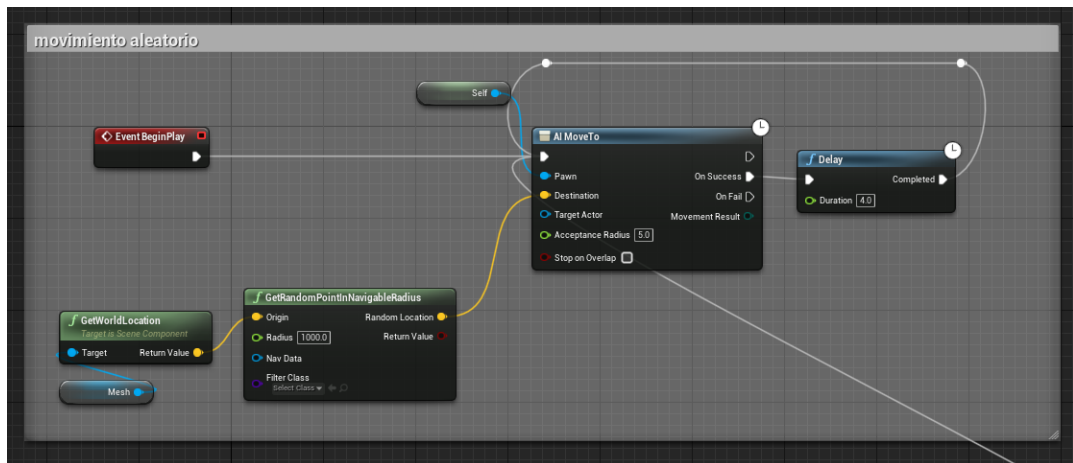 movimiento aleatorio
Self
Event BeginPlay
AI MoveTo
Pawn
On Success
Destination
On Fail
Target Actor
Movement Result
Acceptance Radius 5.0
Stop on Overlap
Delay
Completed
Duration 4.0
GetRandomPointInNavigableRadius
Origin
Random Location
Radius 1000.0
Return Value
Nav Data
Filter Class
Select Class
GetWorldLocation
Target is Scene Component
Target
Return Value
Mesh